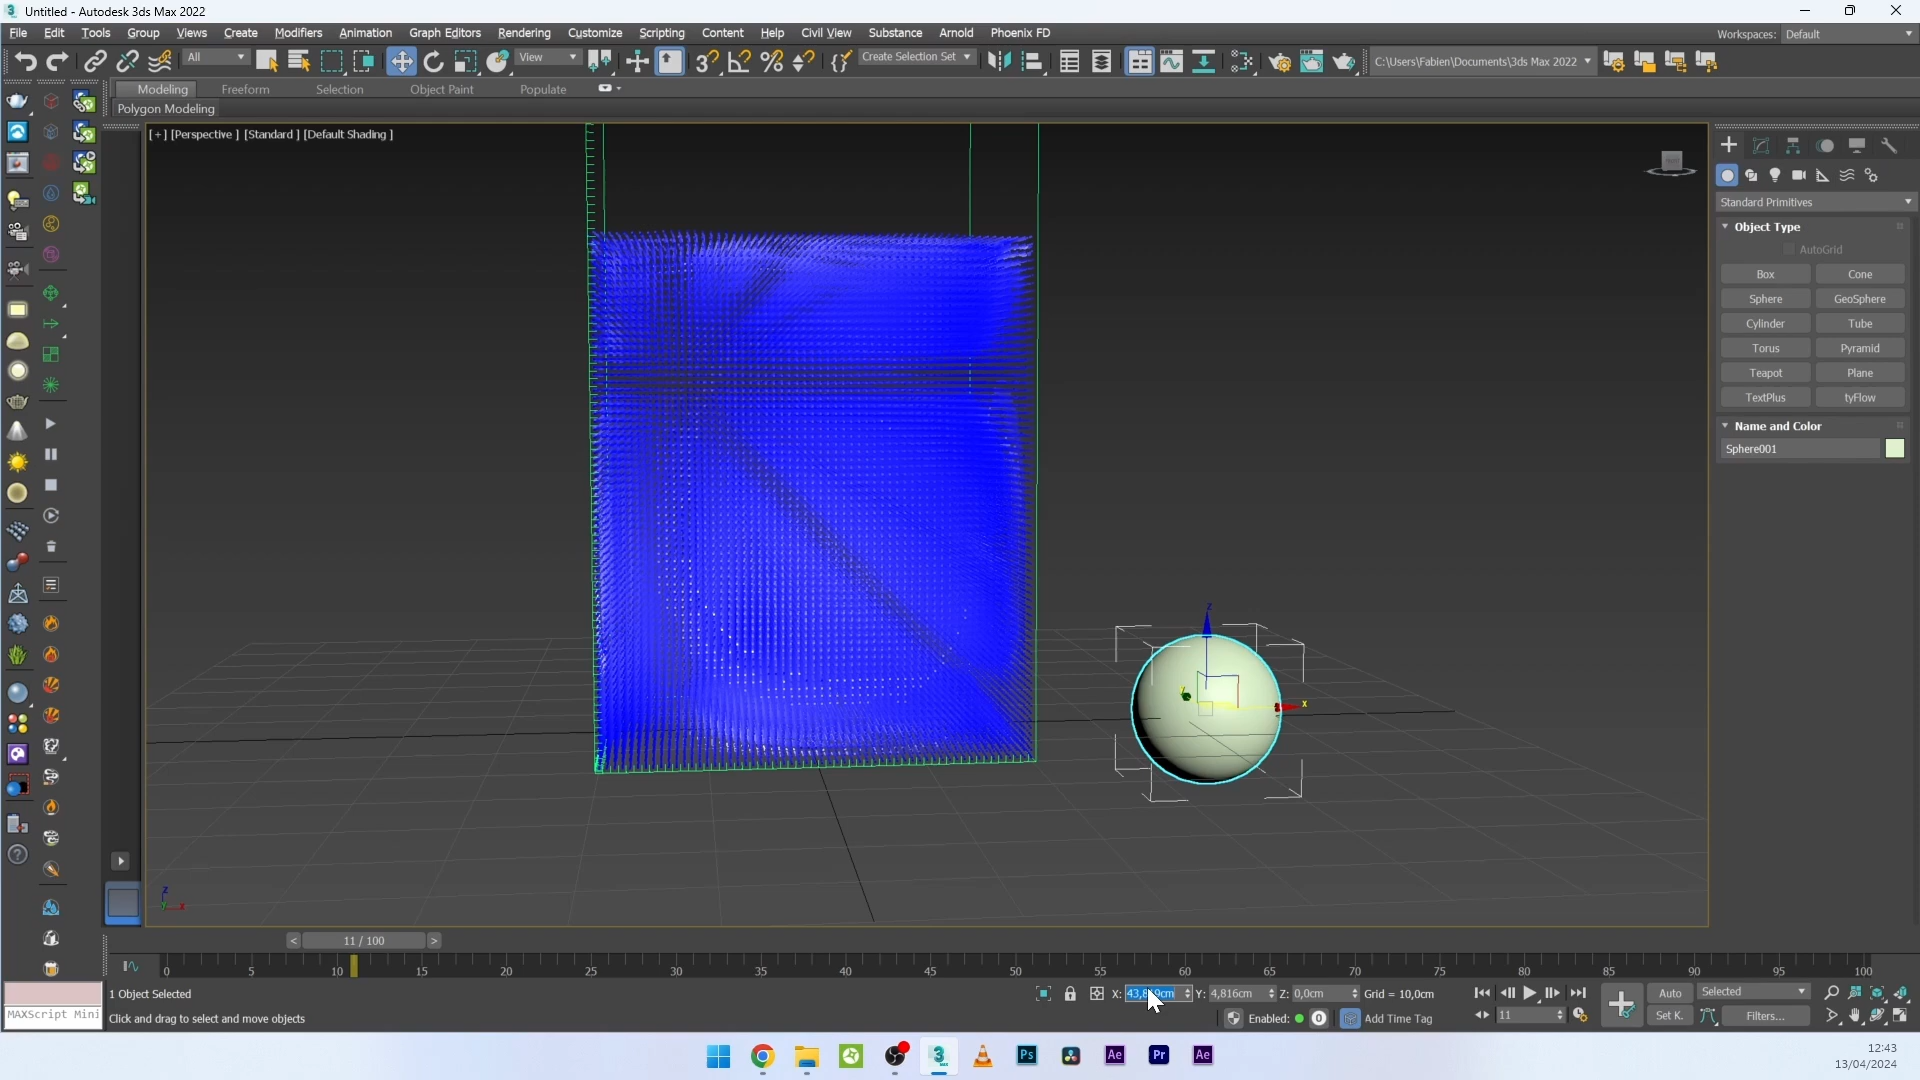 Untitled - Autodesk 3ds Max 2022
File Edit Tools Group Views Create Modifiers Animation Graph Editors Rendering Customize Scripting Content Help Civil View Substance Arnold Phoenix FD
Workspaces: Default
All View Create Selection Set C:\Users\Fabien\Documents\3ds Max 2022
Modeling Freeform Selection Object Paint Populate
Polygon Modeling
[+] [Perspective ] [Standard ] [Default Shading ]
Standard Primitives
Object Type
AutoGrid
Box Cone
Sphere GeoSphere
Cylinder Tube
Torus Pyramid
Teapot Plane
TextPlus tyFlow
Name and Color
Sphere001
z
x
z
x
< 11 / 100 >
0 5 10 15 20 25 30 35 40 45 50 55 60 65 70 75 80 85 90 95 100
1 Object Selected
X: Y: 4,816cm Z: 0,0cm Grid = 10,0cm
Auto Selected
MAXScript Mini
Click and drag to select and move objects
Enabled: 0 Add Time Tag
11
Set K. Filters...
Ps Ae Pr Ae
12:43
13/04/2024